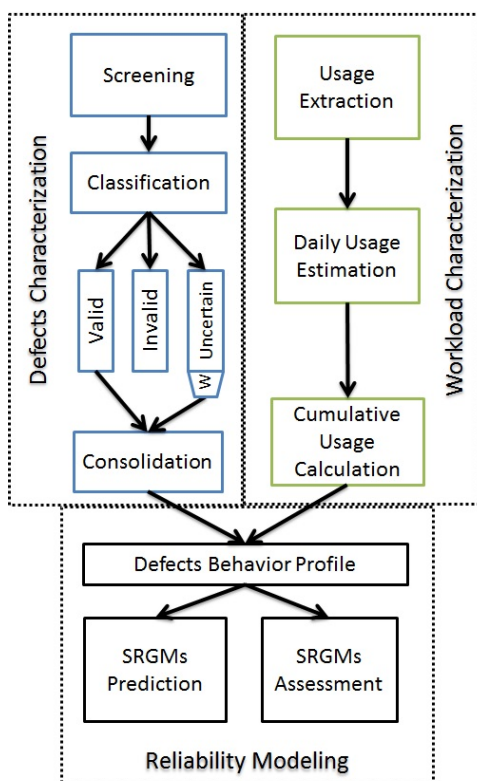 Defects Characterization
Screening
Classification
Valid
Invalid
Uncertain
W
Consolidation
Usage
Extraction
Daily Usage
Estimation
Cumulative
Usage
Calculation
Workload Characterization
Defects Behavior Profile
SRGMs
Prediction
SRGMs
Assessment
Reliability Modeling